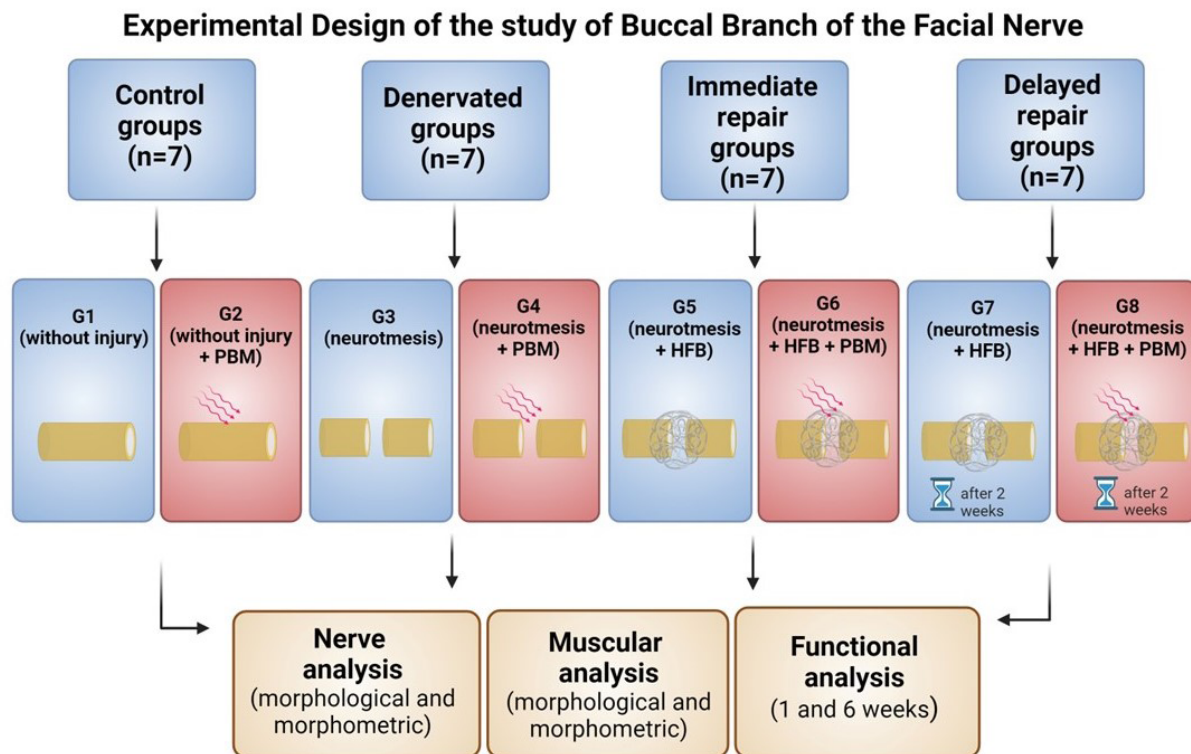 Experimental Design of the study of Buccal Branch of the Facial Nerve
Control
groups
(n=7)
Denervated
groups
(n=7)
Immediate
repair
groups
(n=7)
Delayed
repair
groups
(n=7)
G1
(without injury)
G2
(without injury
+ PBM)
G3
(neurotmesis)
G4
(neurotmesis
+ PBM)
G5
(neurotmesis
+ HFB)
G6
(neurotmesis
+ HFB + PBM)
G7
(neurotmesis
+ HFB)
after 2
weeks
G8
(neurotmesis
+ HFB + PBM)
after 2
weeks
Nerve
analysis
(morphological and
morphometric)
Muscular
analysis
(morphological and
morphometric)
Functional
analysis
(1 and 6 weeks)